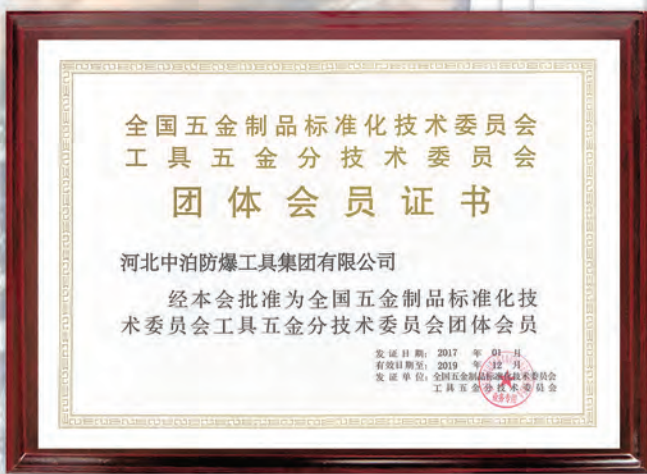 全国五金制品标准化技术委员会
工具五金分技术委员会
团体会员证书
河北中泊防爆工具集团有限公司
经本会批准为全国五金制品标准化技
术委员会工具五金分技术委员会团体会员
发证日期：2017 年 01 月
有效日期至：2019 年 12 月
发证单位：全国五金制品标准化技术委员会
工具五金分技术委员会